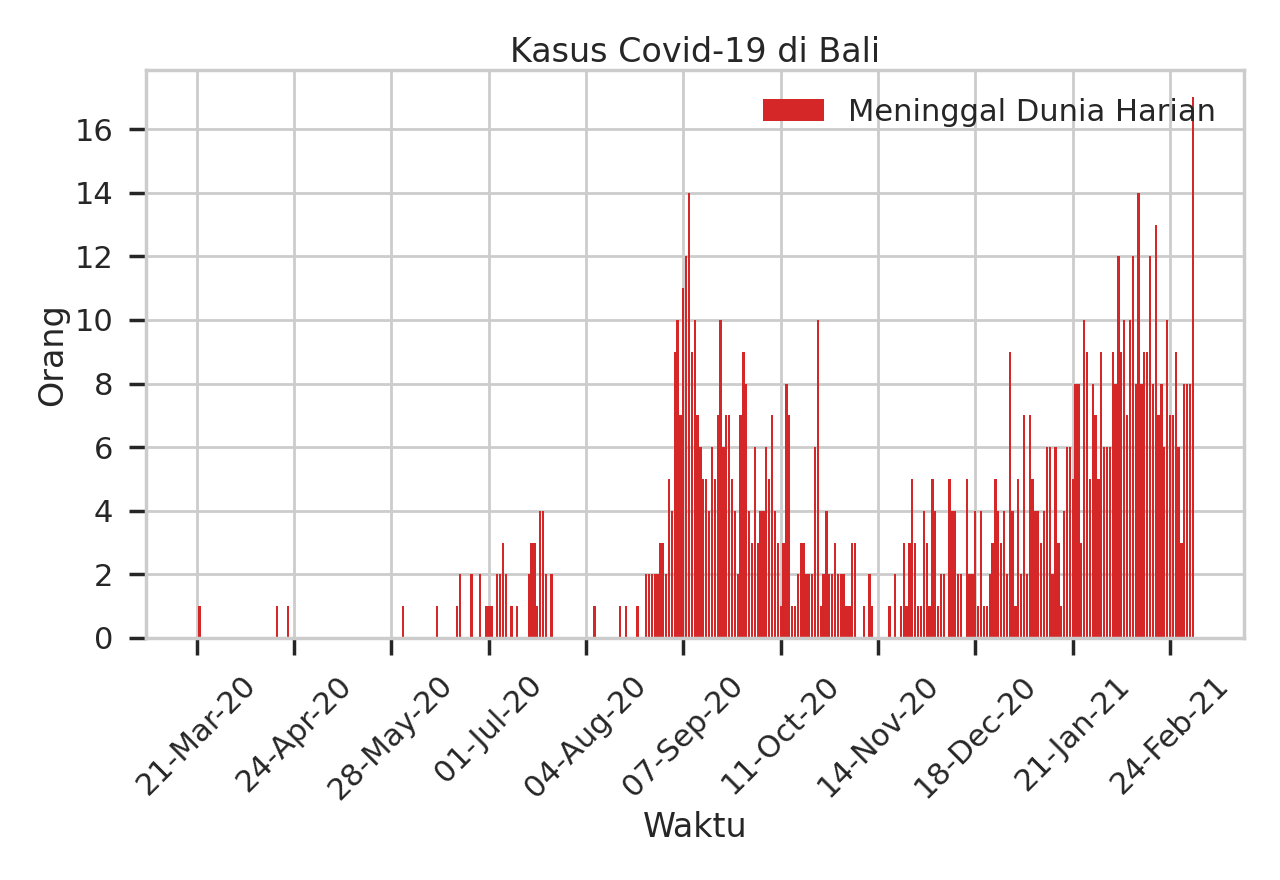 Kasus Covid-19 di Bali
Meninggal Dunia Harian
Orang
16
14
12
10
8
6
4
2
0
21-Mar-20
24-Apr-20
28-May-20
01-Jul-20
04-Aug-20
07-Sep-20
11-Oct-20
14-Nov-20
18-Dec-20
21-Jan-21
24-Feb-21
Waktu